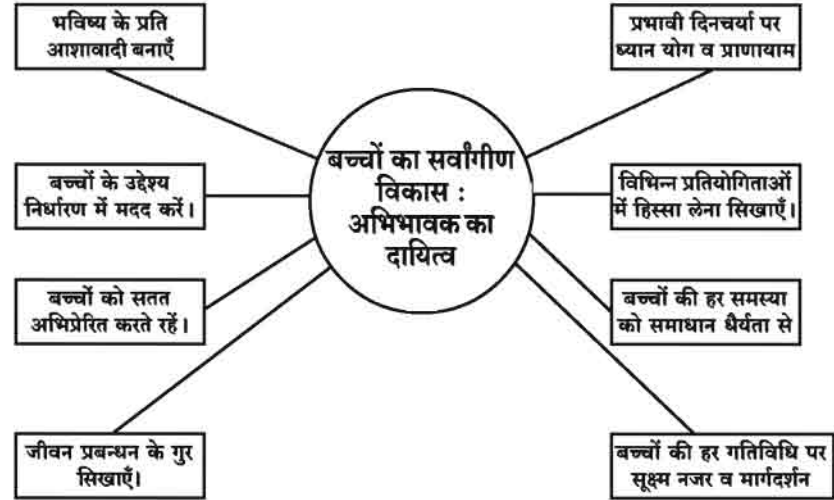 भविष्य के प्रति
आशावादी बनाएँ
प्रभावी दिनचर्या पर
ध्यान योग व प्राणायाम
बच्चों का सर्वांगीण
विकास :
अभिभावक का
दायित्व
बच्चों के उद्देश्य
निर्धारण में मदद करें।
विभिन्न प्रतियोगिताओं
में हिस्सा लेना सिखाएँ।
बच्चों को सतत
अभिप्रेरित करते रहें।
बच्चों की हर समस्या
को समाधान धैर्यता से
जीवन प्रबन्धन के गुर
सिखाएँ।
बच्चों की हर गतिविधि पर
सूक्ष्म नजर व मार्गदर्शन